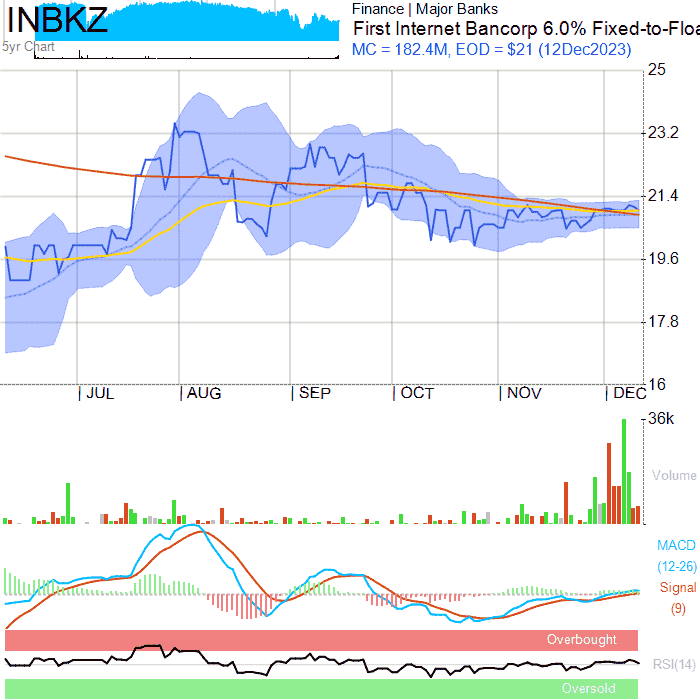 INBKZ
5yr Chart
Finance | Major Banks
First Internet Bancorp 6.0% Fixed-to-Floa
MC = 182.4M, EOD = $21 (12Dec2023)
25
23.2
21.4
19.6
17.8
16
JUL
AUG
SEP
OCT
NOV
DEC
36k
Volume
MACD
(12-26)
Signal
(9)
Overbought
RSI(14)
Oversold